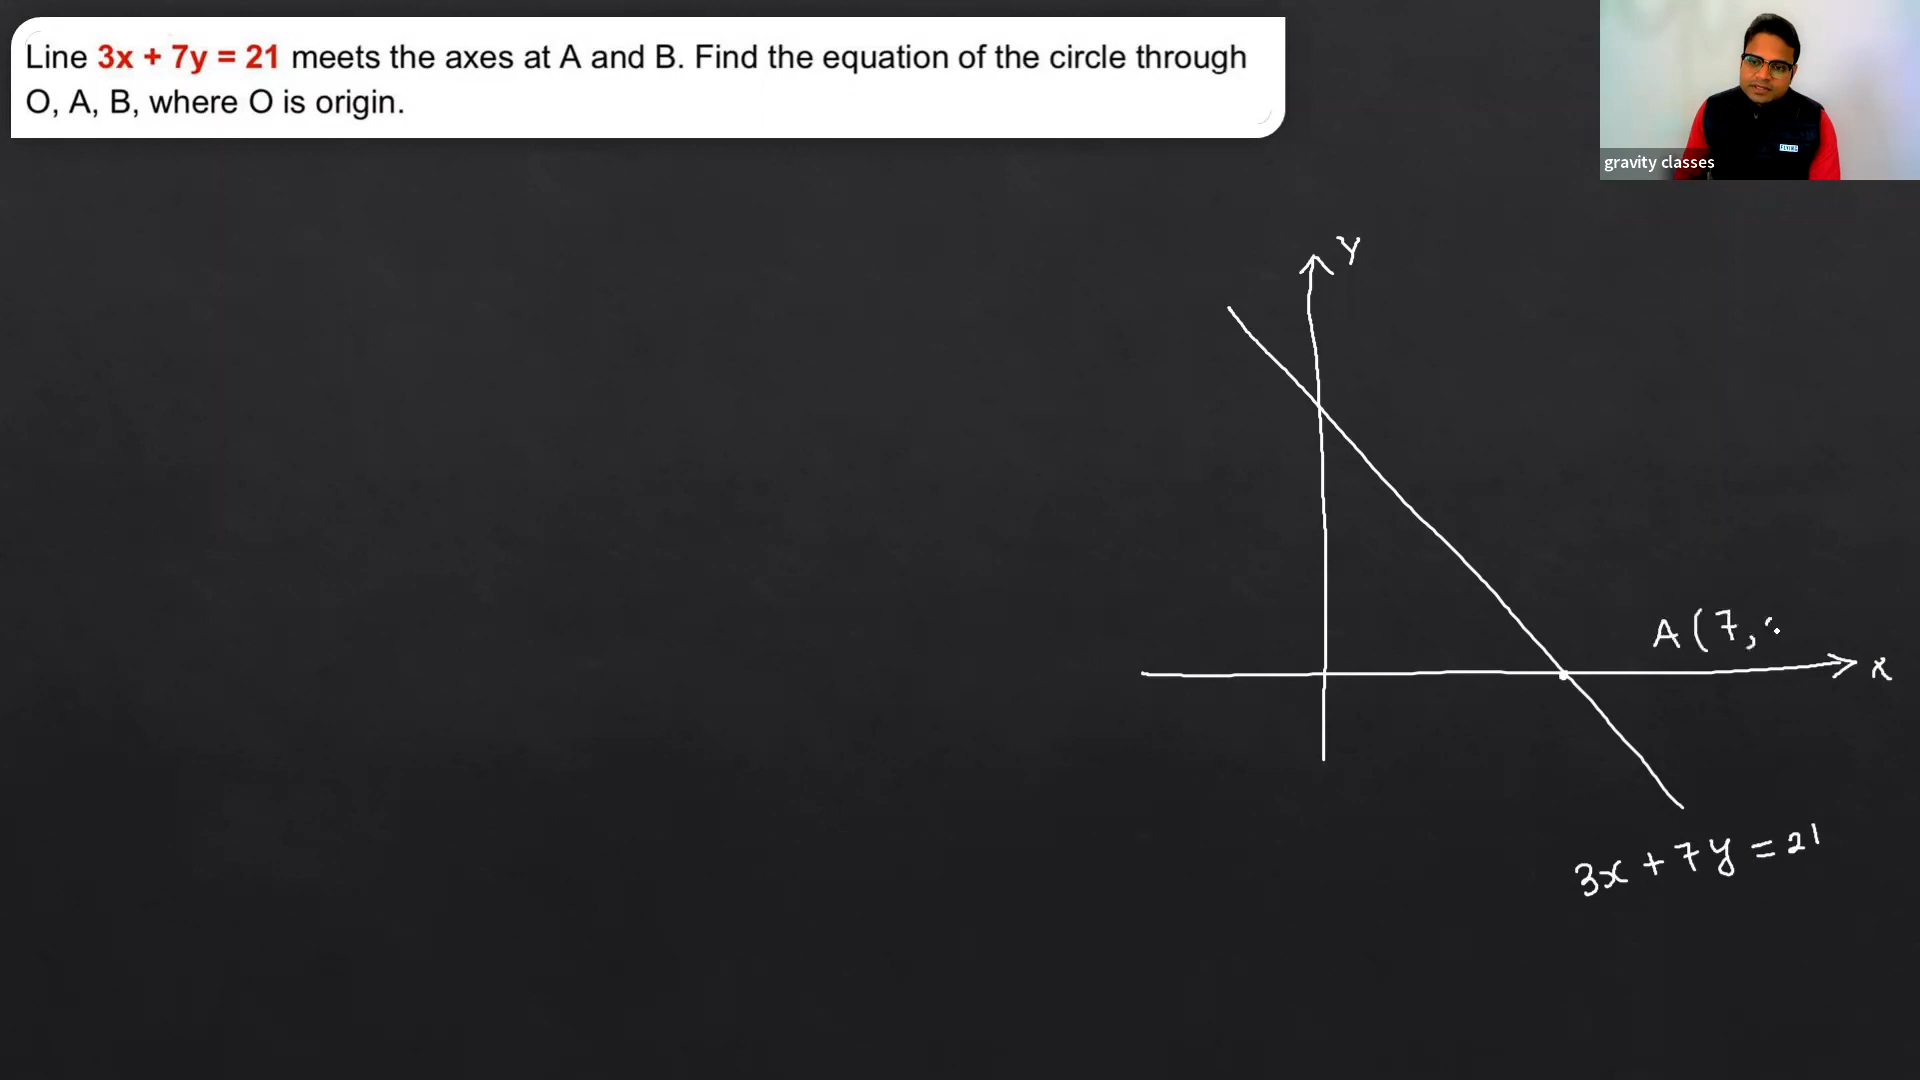 Line 3x + 7y = 21 meets the axes at A and B. Find the equation of the circle through
O, A, B, where O is origin.
gravity classes
Y
A (7,
x
3x + 7y = 21